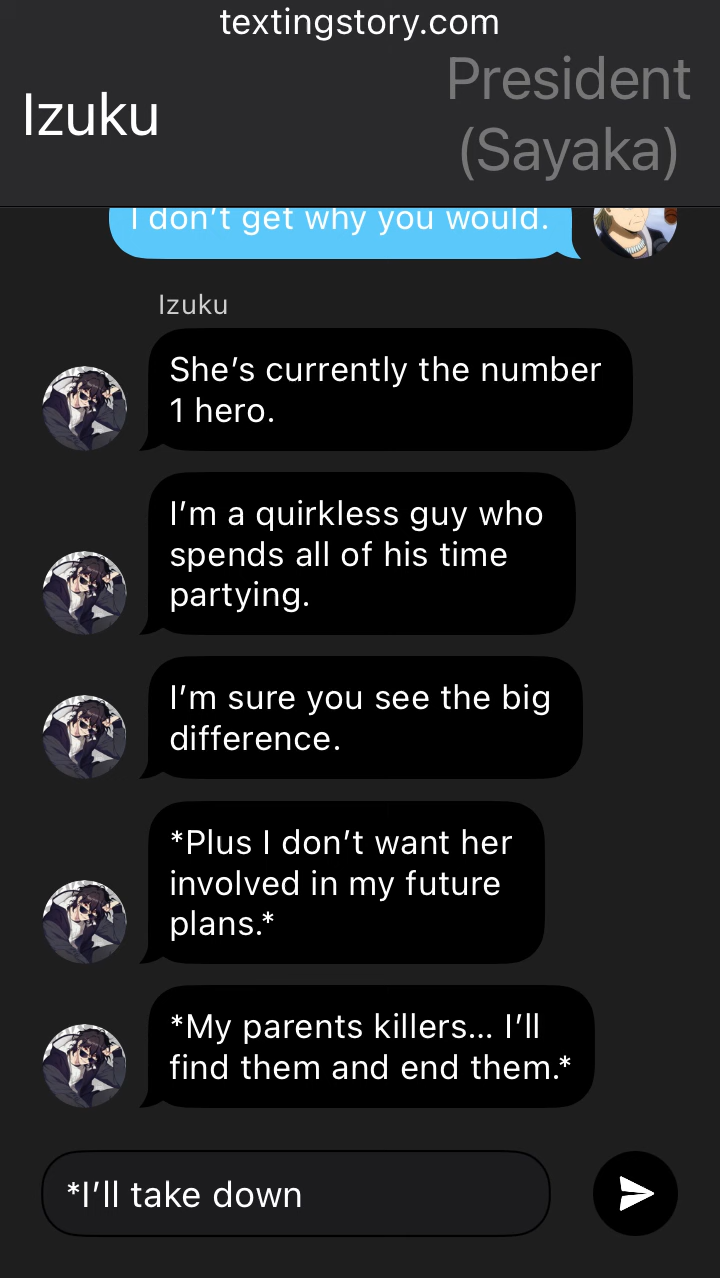 textingstory.com
Izuku
President
(Sayaka)
I don't get why you would.
Izuku
She's currently the number
1 hero.
I'm a quirkless guy who
spends all of his time
partying.
I'm sure you see the big
difference.
*Plus I don't want her
involved in my future
plans.*
*My parents killers... I'll
find them and end them.*
*I'll take down